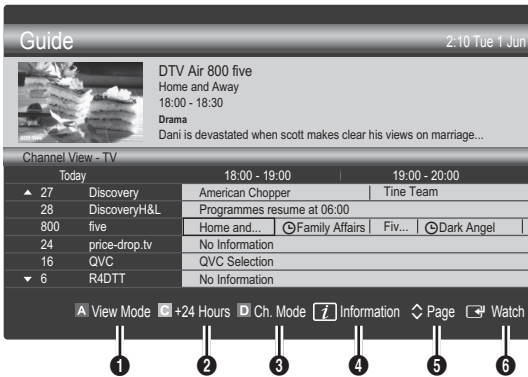 Guide 2:10 Tue 1 Jun
DTV Air 800 five
Home and Away
18:00 - 18:30
Drama
Dani is devastated when scott makes clear his views on marriage...
800 five
Channel View - TV
Today 18:00 - 19:00 19:00 - 20:00
▲ 27 Discovery American Chopper Tine Team
28 DiscoveryH&L Programmes resume at 06:00
800 five Home and... Family Affairs Fiv... Dark Angel
24 price-drop.tv No Information
16 QVC QVC Selection
▼ 6 R4DTT No Information
A View Mode C +24 Hours D Ch. Mode i Information Page Watch
1 2 3 4 5 6